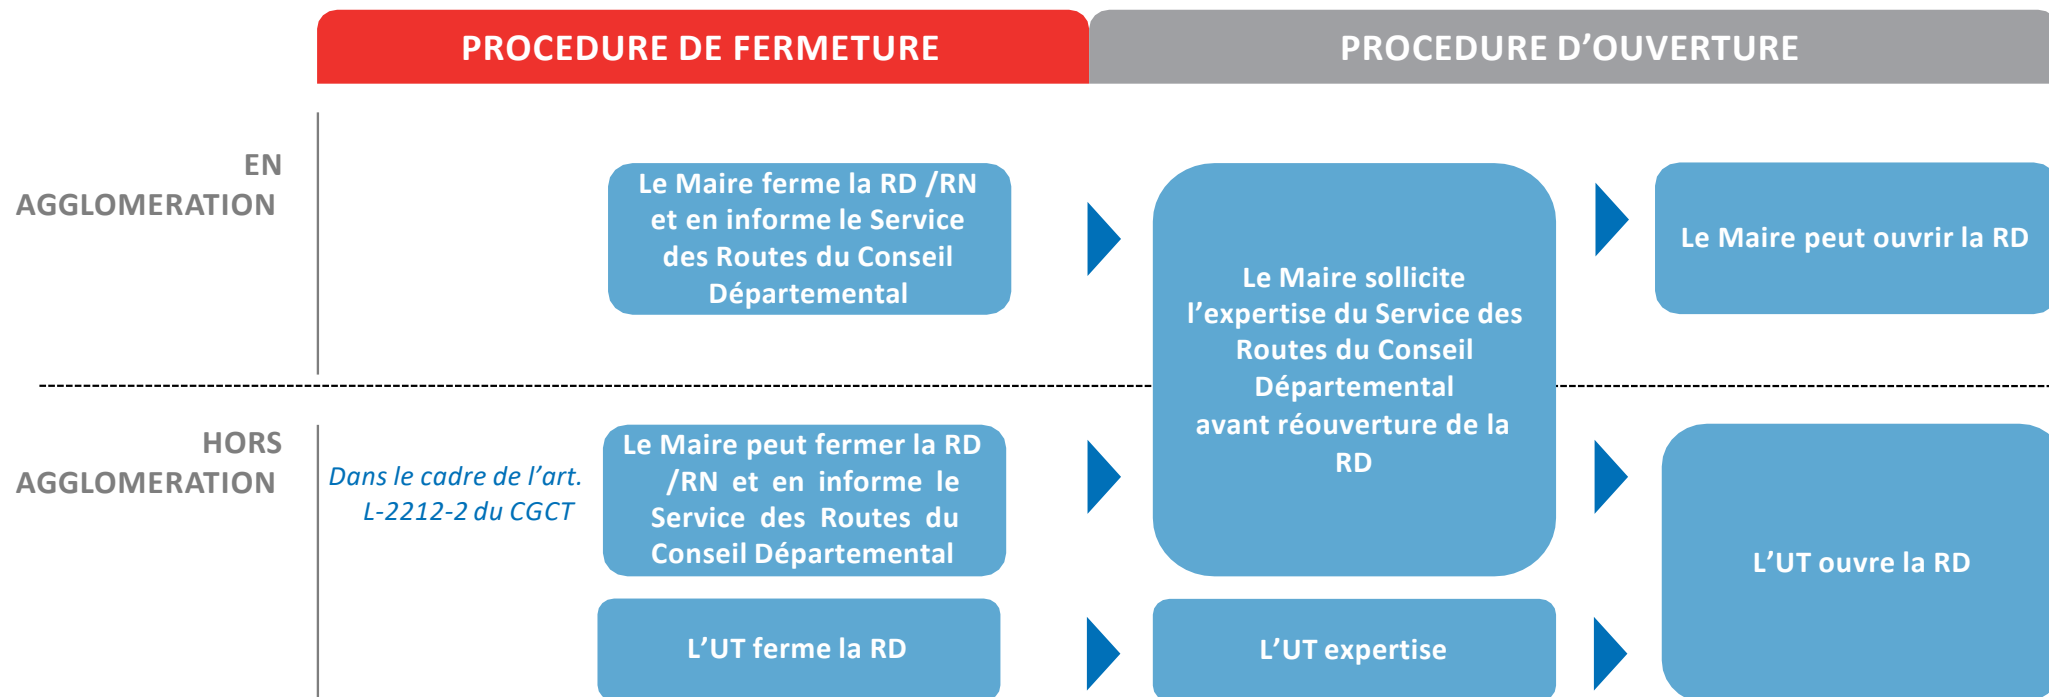 PROCEDURE DE FERMETURE
PROCEDURE D’OUVERTURE
EN
AGGLOMERATION
Le Maire ferme la RD /RN
et en informe le Service
des Routes du Conseil
Départemental
Le Maire sollicite
l’expertise du Service des
Routes du Conseil
Départemental
avant réouverture de la
RD
Le Maire peut ouvrir la RD
HORS
AGGLOMERATION
Dans le cadre de l’art.
L-2212-2 du CGCT
Le Maire peut fermer la RD
/RN et en informe le
Service des Routes du
Conseil Départemental
L’UT ouvre la RD
L’UT ferme la RD
L’UT expertise